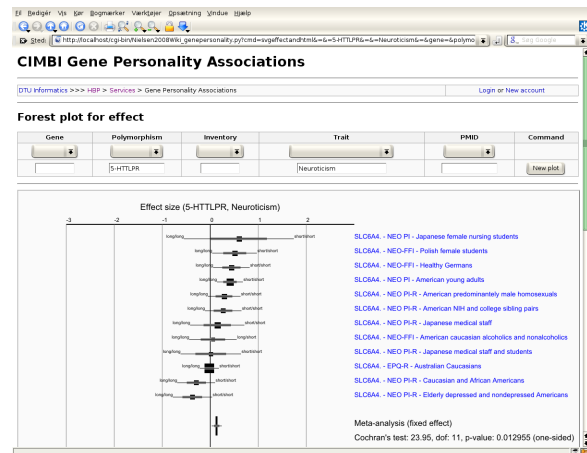 Fil Redigér Vis Kør Bogmærker Værktøjer Opsætning Vindue Hjælp
Sted: http://localhost/cgi-bin/Nielsen2008Wiki_genepersonality.py?cmd=svgeffectandhtml&=&=5-HTTLPR&=&=Neuroticism&=&gene=&polymo
Søg Google
CIMBI Gene Personality Associations
DTU Informatics >>> HBP > Services > Gene Personality Associations
Login or New account
Forest plot for effect
Gene Polymorphism Inventory Trait PMID Command
5-HTTLPR Neuroticism New plot
Effect size (5-HTTLPR, Neuroticism)
-3 -2 -1 0 1 2
long/long short/short SLC6A4. - NEO PI - Japanese female nursing students
long/long short/short SLC6A4. - NEO-FFI - Polish female students
long/long short/short SLC6A4. - NEO-FFI - Healthy Germans
long/long short/short SLC6A4. - NEO PI - American young adults
long/long short/short SLC6A4. - NEO PI-R - American predominantely male homosexuals
long/long short/short SLC6A4. - NEO PI-R - American NIH and college sibling pairs
long/long short/short SLC6A4. - NEO PI-R - Japanese medical staff
long/long long/short SLC6A4. - NEO-FFI - American caucasian alcoholics and nonalcoholics
long/long short/short SLC6A4. - NEO PI-R - Japanese medical staff and students
long/long short/short SLC6A4. - EPQ-R - Australian Caucasians
long/long short/short SLC6A4. - NEO PI-R - Caucasian and African Americans
long/long short/short SLC6A4. - NEO PI-R - Elderly depressed and nondepressed Americans
Meta-analysis (fixed effect)
Cochran's test: 23.95, dof: 11, p-value: 0.012955 (one-sided)